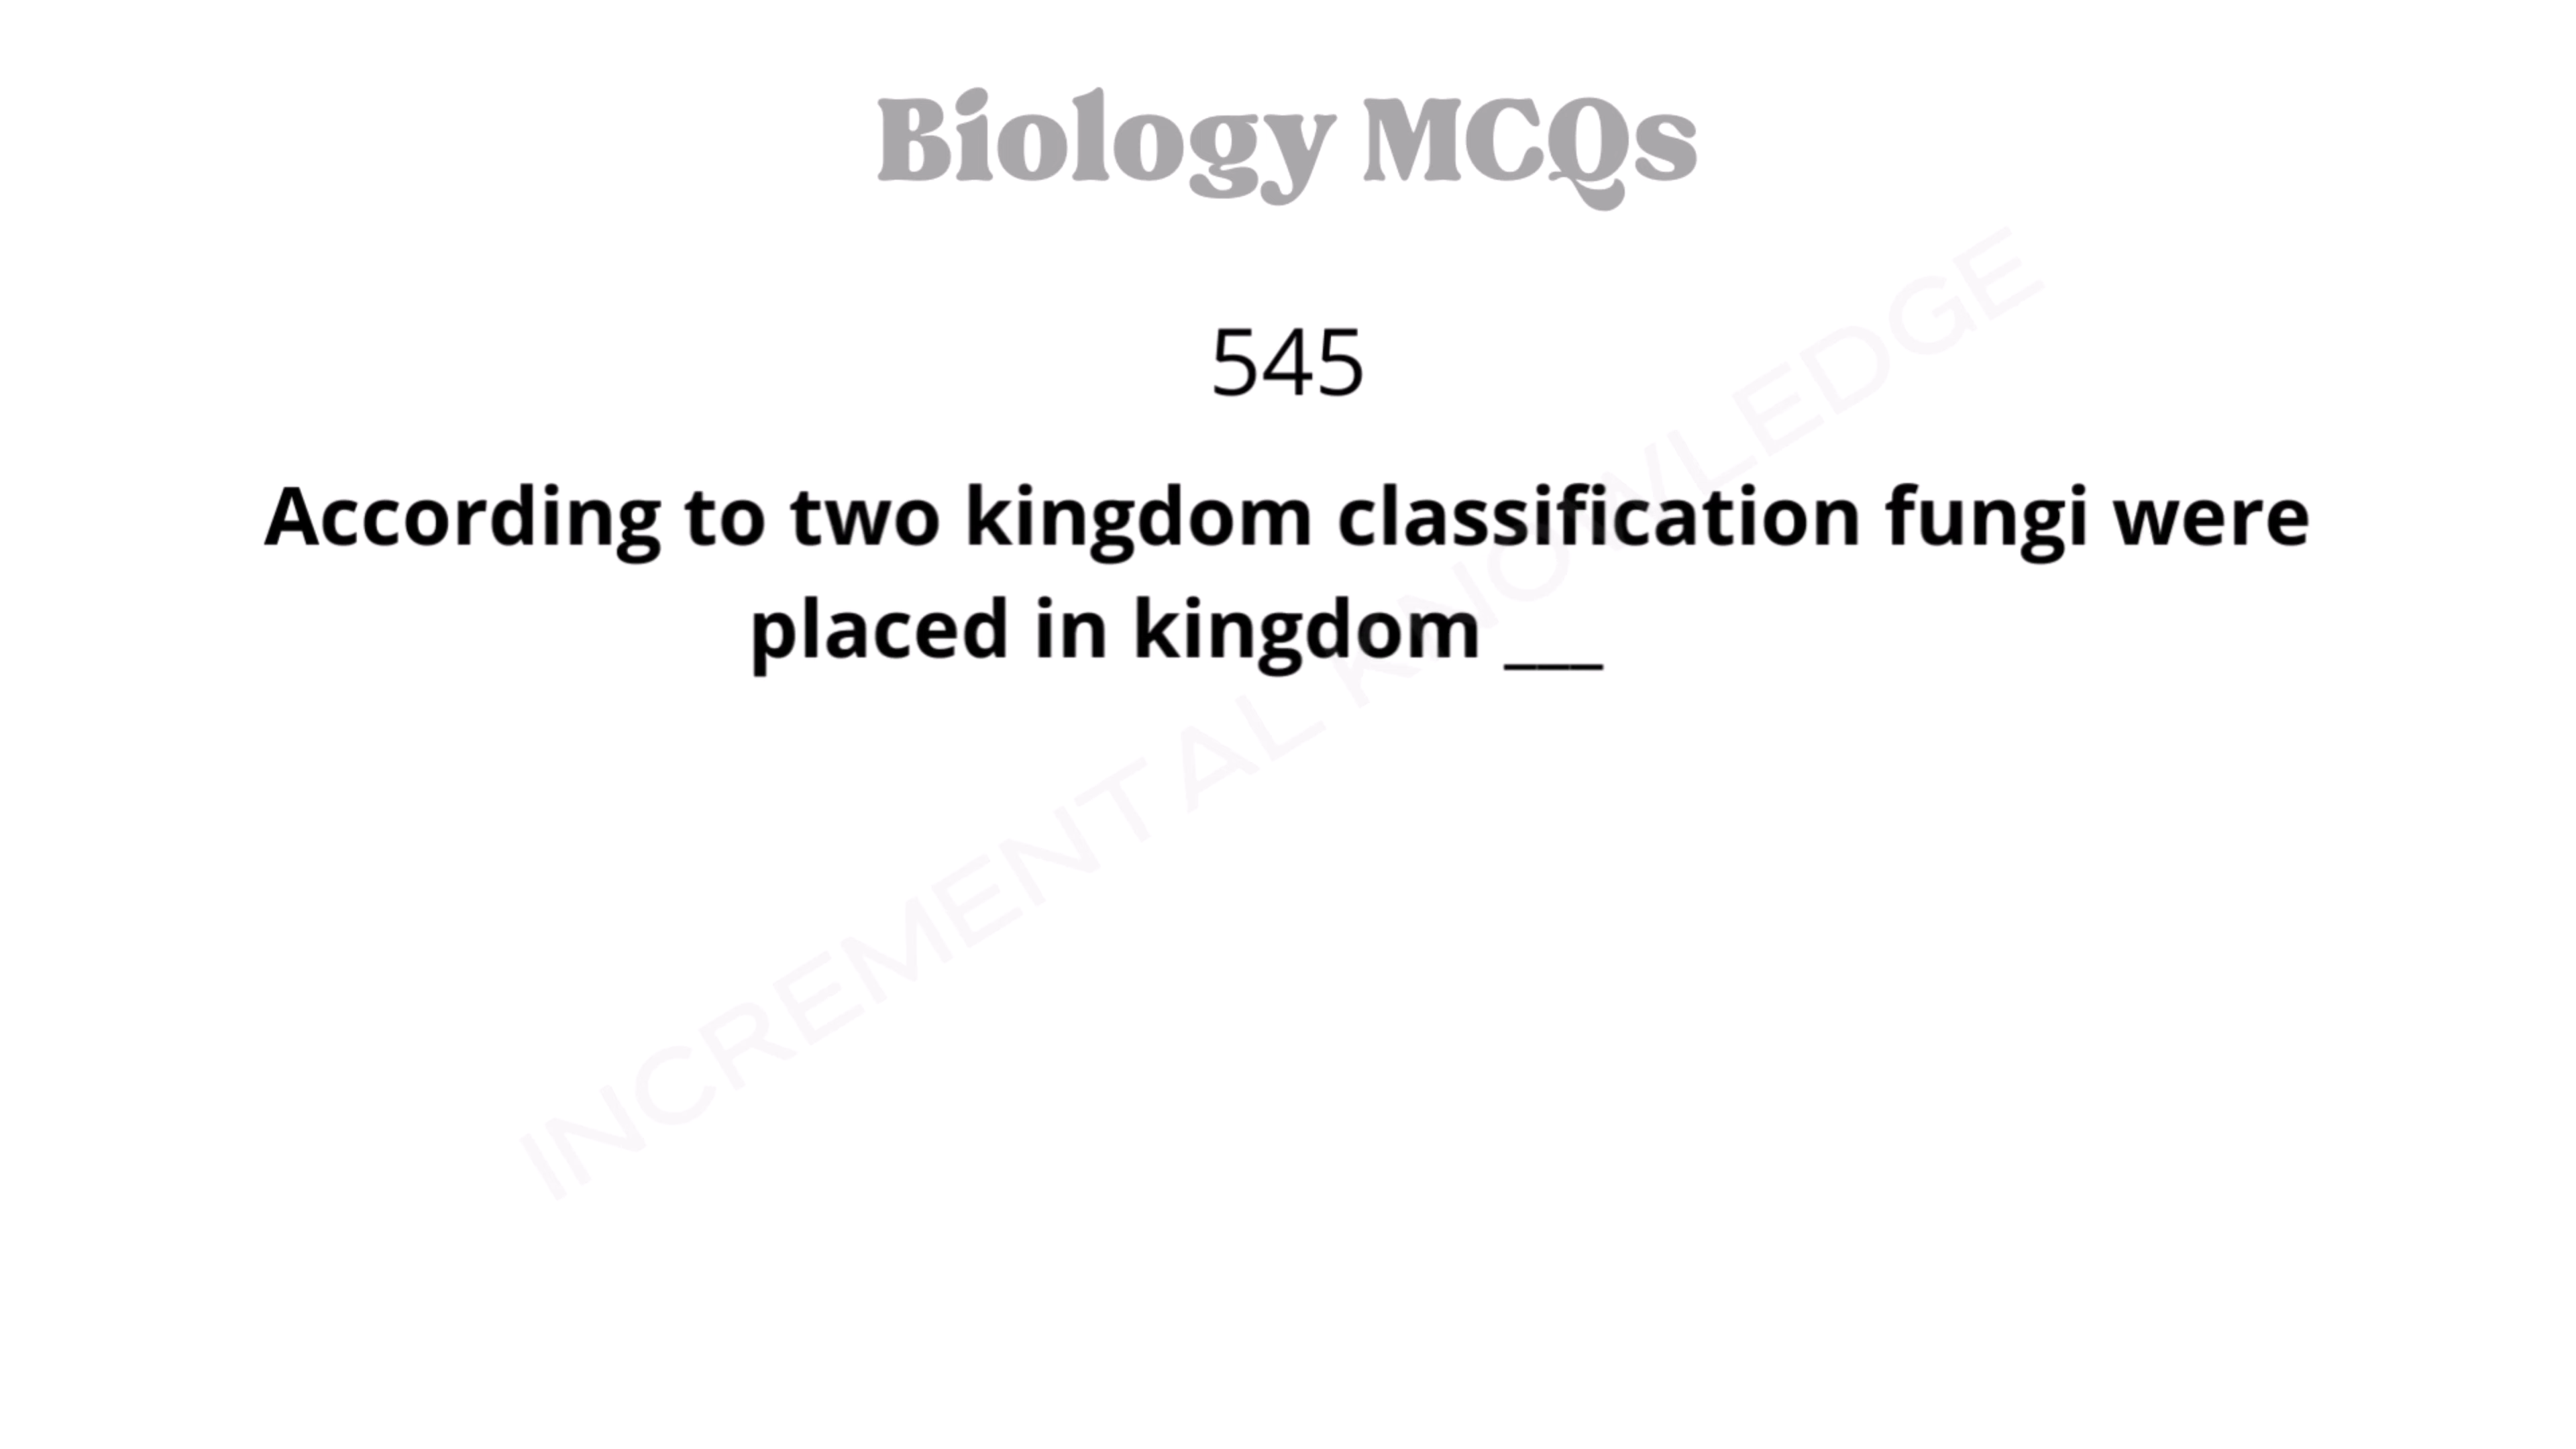 Biology MCQs
545
According to two kingdom classification fungi were
placed in kingdom ___
INCREMENTAL KNOWLEDGE